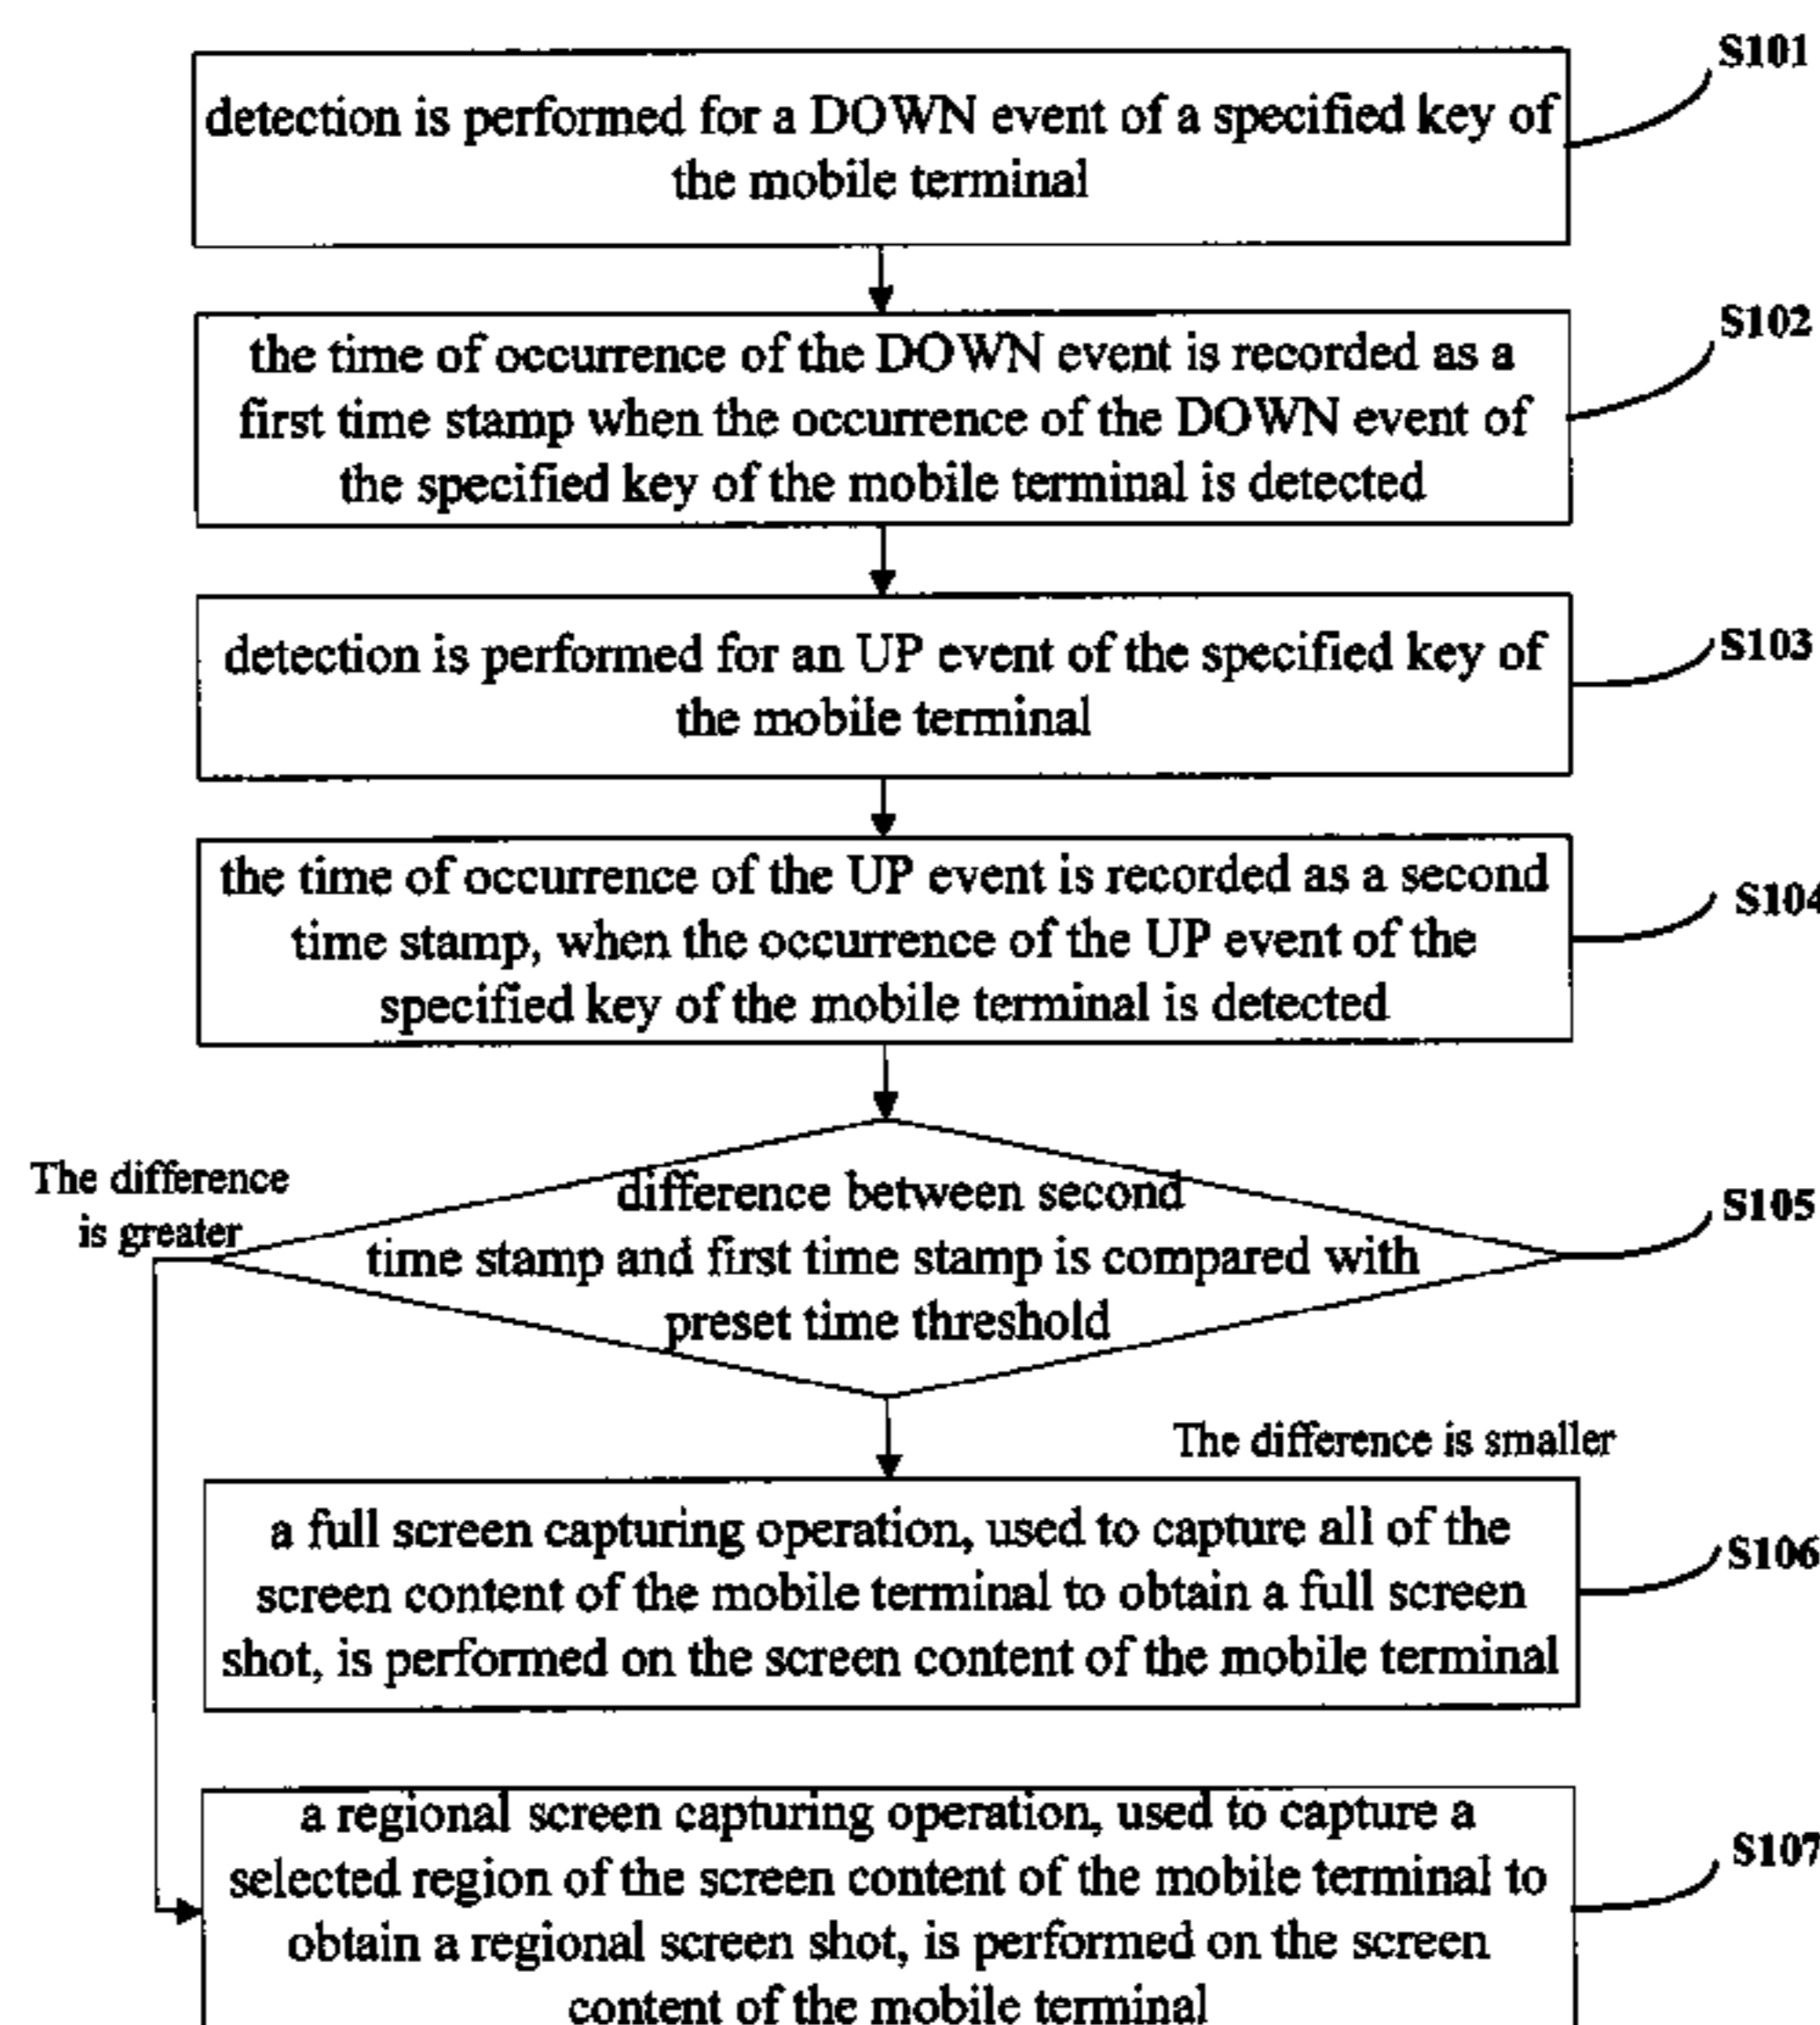 S101
detection is performed for a DOWN event of a specified key of
the mobile terminal
S102
the time of occurrence of the DOWN event is recorded as a
first time stamp when the occurrence of the DOWN event of
the specified key of the mobile terminal is detected
S103
detection is performed for an UP event of the specified key of
the mobile terminal
S104
the time of occurrence of the UP event is recorded as a second
time stamp, when the occurrence of the UP event of the
specified key of the mobile terminal is detected
The difference
is greater
S105
difference between second
time stamp and first time stamp is compared with
preset time threshold
The difference is smaller
S106
a full screen capturing operation, used to capture all of the
screen content of the mobile terminal to obtain a full screen
shot, is performed on the screen content of the mobile terminal
S107
a regional screen capturing operation, used to capture a
selected region of the screen content of the mobile terminal to
obtain a regional screen shot, is performed on the screen
content of the mobile terminal